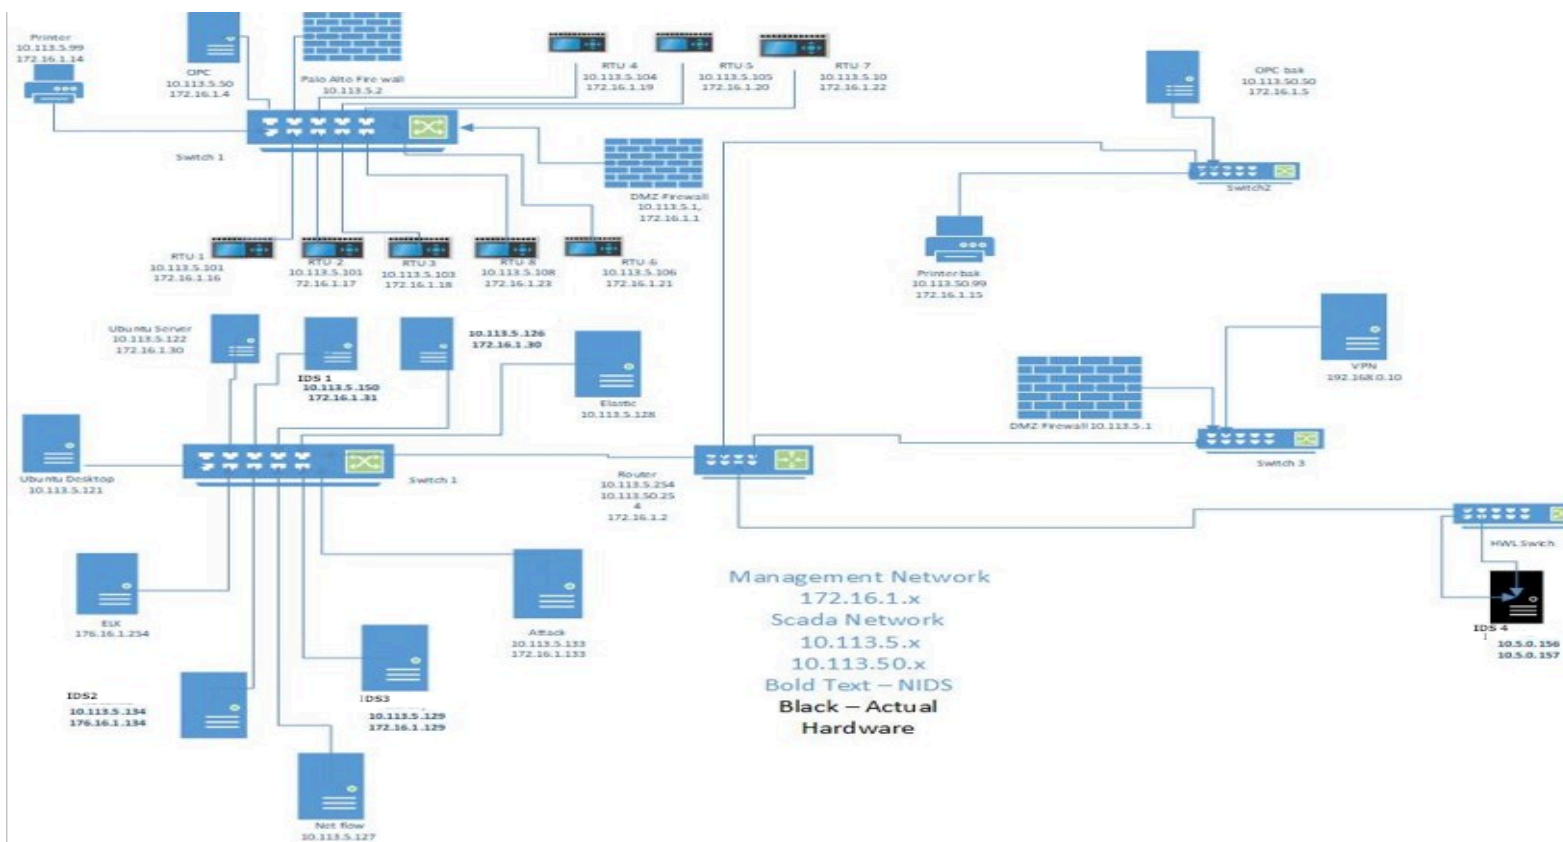 Printer
10.113.5.99
172.16.1.14
OPC
10.113.5.50
172.16.1.4
Palo Alto Fire wall
10.113.5.2
RTU-4
10.113.5.104
172.16.1.19
RTU-5
10.113.5.105
172.16.1.20
RTU-7
10.113.5.10
172.16.1.22
OPC bak
10.113.50.50
172.16.1.5
Switch 1
DMZ-Firewall
10.113.5.1,
172.16.1.1
Switch2
RTU-1
10.113.5.101
172.16.1.16
RTU-2
10.113.5.101
72.16.1.17
RTU-3
10.113.5.103
172.16.1.18
RTU-8
10.113.5.108
172.16.1.23
RTU-6
10.113.5.106
172.16.1.21
Printer-bak
10.113.50.99
172.16.1.15
Ubuntu Server
10.113.5.122
172.16.1.30
IDS 1
10.113.5.150
172.16.1.31
10.113.5.126
172.16.1.30
Elastic
10.113.5.128
VPN
192.168.0.10
DMZ-Firewall 10.113.5.1
Switch 3
Ubuntu Desktop
10.113.5.121
Switch 1
Router
10.113.5.254
10.113.50.25
4
172.16.1.2
HWL Swich
ELK
176.16.1.254
Attack
10.113.5.133
172.16.1.133
IDS 4
10.5.0.156
10.5.0.157
IDS2
10.113.5.134
176.16.1.134
IDS3
10.113.5.129
172.16.1.129
Net flow
10.113.5.127
Management Network
172.16.1.x
Scada Network
10.113.5.x
10.113.50.x
Bold Text – NIDS
Black – Actual
Hardware